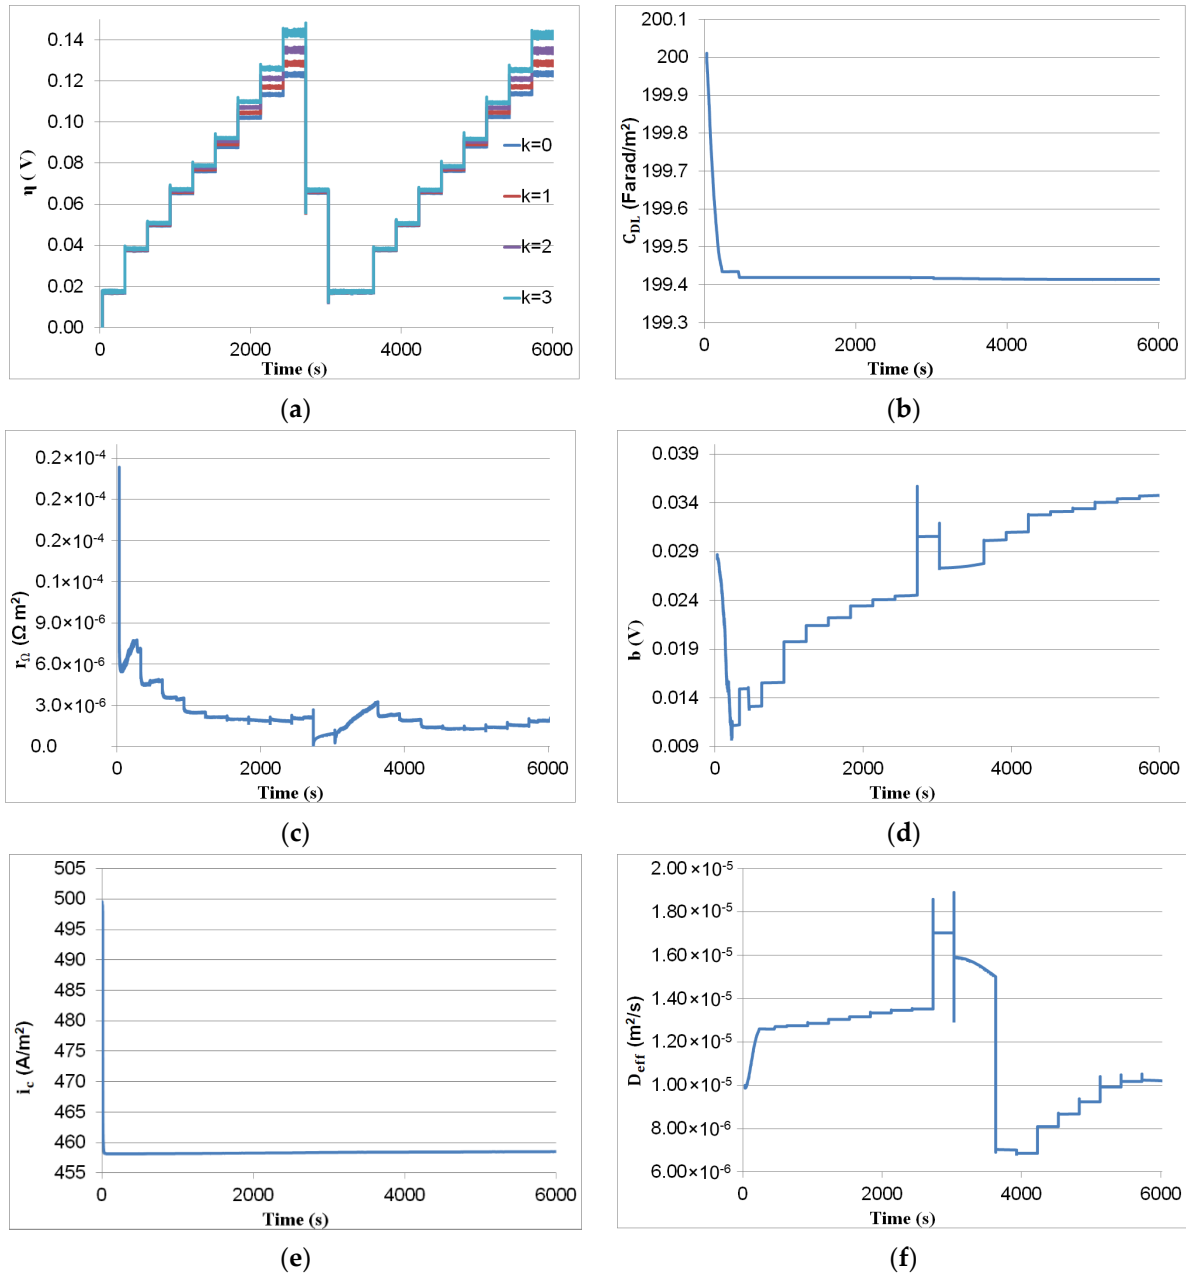 0.14
0.12
0.10
0.08
0.06
0.04
0.02
0.00
η ( V)
k=0
k=1
k=2
k=3
0 2000 4000 6000
Time (s)
(a)
200.1
200
199.9
199.8
199.7
199.6
199.5
199.4
199.3
C_DL (Farad/m²)
0 2000 4000 6000
Time (s)
(b)
0.2×10⁻⁴
0.2×10⁻⁴
0.2×10⁻⁴
0.1×10⁻⁴
9.0×10⁻⁶
6.0×10⁻⁶
3.0×10⁻⁶
0.0
r_Ω (Ω m²)
0 2000 4000 6000
Time (s)
(c)
0.039
0.034
0.029
0.024
0.019
0.014
0.009
b (V)
0 2000 4000 6000
Time (s)
(d)
505
500
495
490
485
480
475
470
465
460
455
i_c (A/m²)
0 2000 4000 6000
Time (s)
(e)
2.00 ×10⁻⁵
1.80 ×10⁻⁵
1.60 ×10⁻⁵
1.40 ×10⁻⁵
1.20 ×10⁻⁵
1.00 ×10⁻⁵
8.00 ×10⁻⁶
6.00 ×10⁻⁶
D_eff (m²/s)
0 2000 4000 6000
Time (s)
(f)